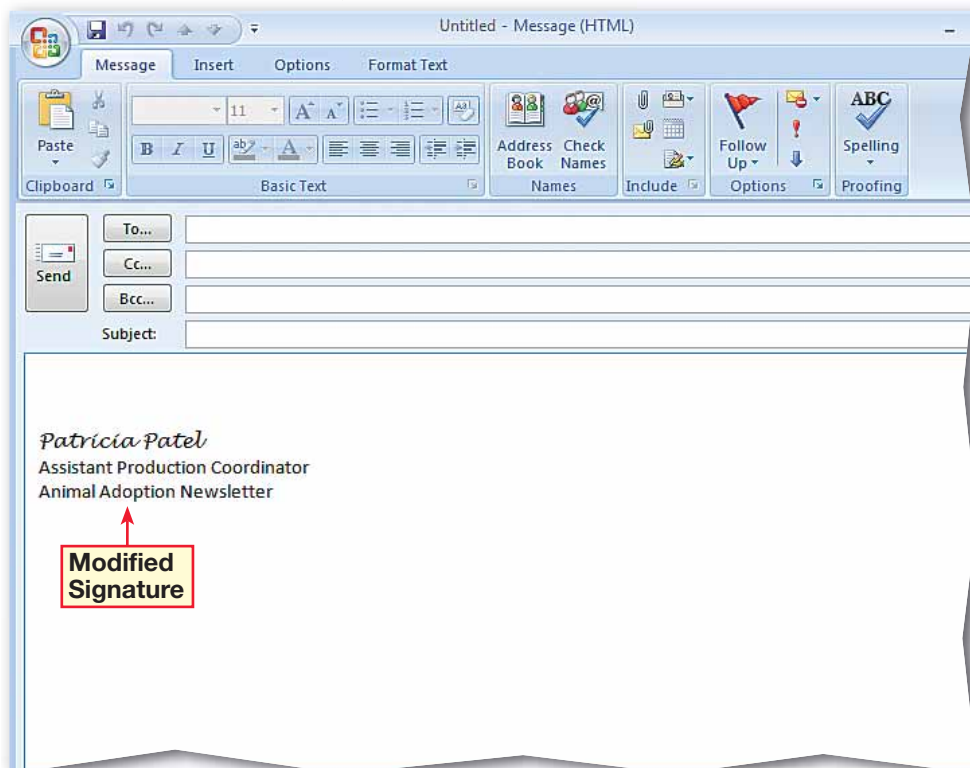 Untitled - Message (HTML)
Message Insert Options Format Text
Paste
Clipboard
11
A A
B I U ab A
Basic Text
Address Book
Check Names
Names
Include
Follow Up
Options
ABC
Spelling
Proofing
Send
To...
Cc...
Bcc...
Subject:
Patricia Patel
Assistant Production Coordinator
Animal Adoption Newsletter
Modified
Signature